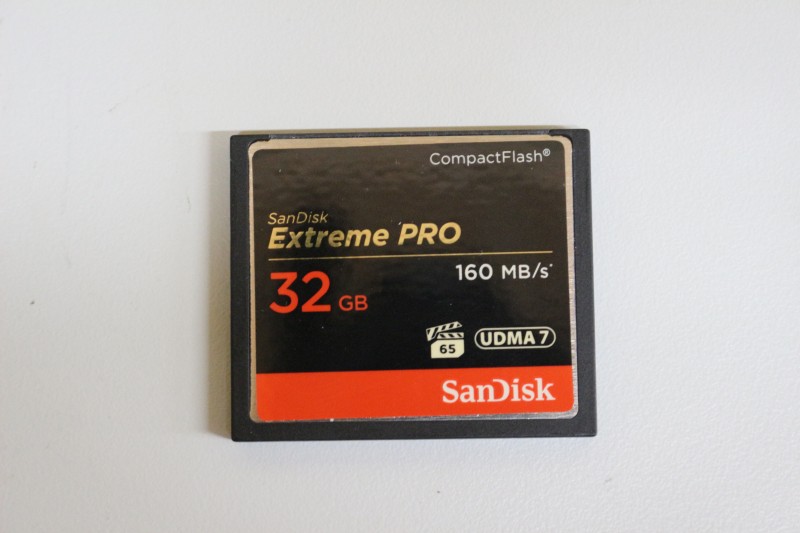 CompactFlash®
SanDisk
Extreme PRO
160 MB/s*
32 GB
65 UDMA 7
SanDisk